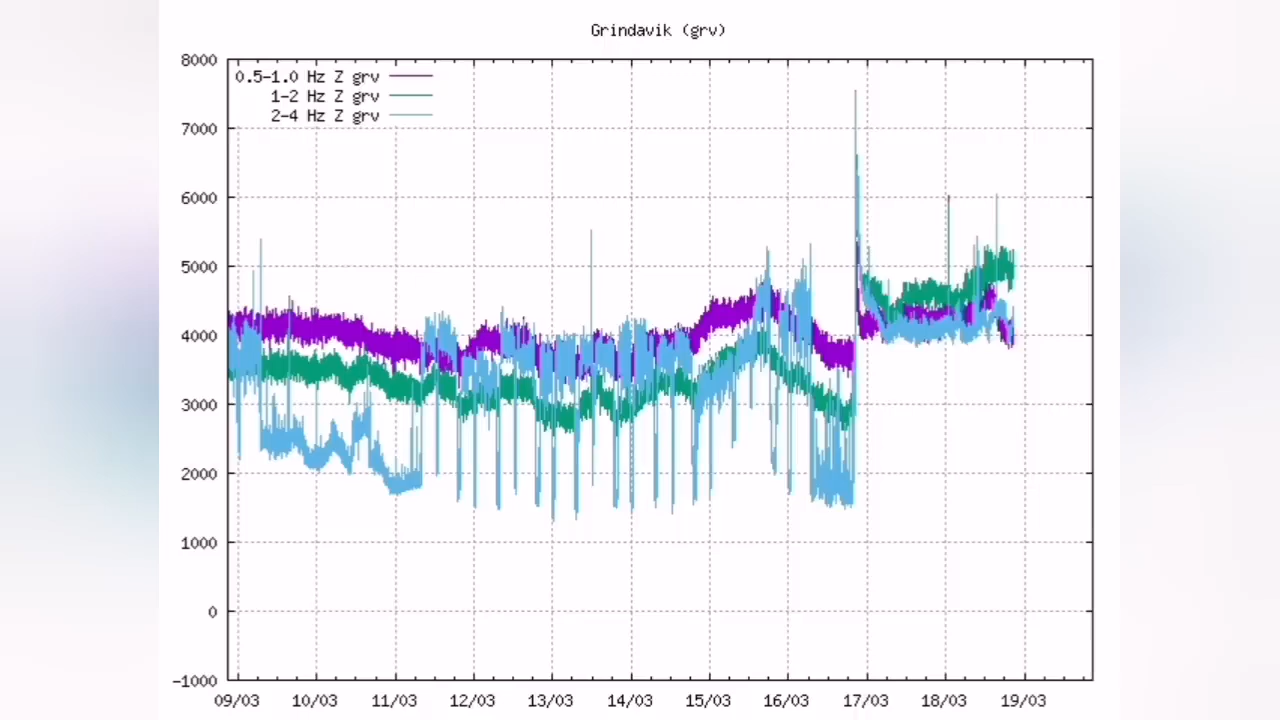 Grindavik (grv)
8000
0.5-1.0 Hz Z grv
1-2 Hz Z grv
2-4 Hz Z grv
7000
6000
5000
4000
3000
2000
1000
0
-1000
09/03 10/03 11/03 12/03 13/03 14/03 15/03 16/03 17/03 18/03 19/03